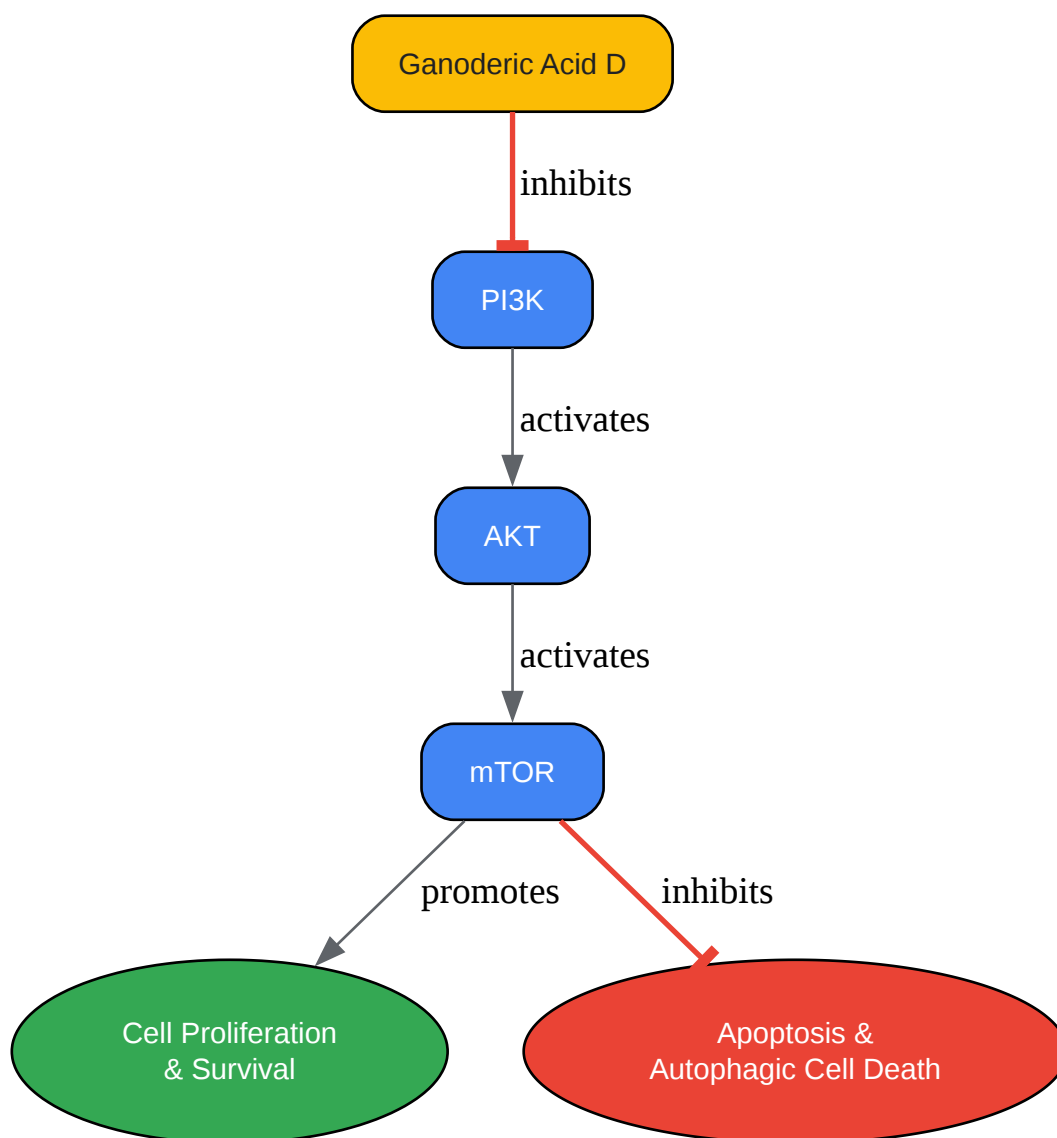 Ganoderic Acid D
inhibits
PI3K
activates
AKT
activates
mTOR
promotes
inhibits
Cell Proliferation
& Survival
Apoptosis &
Autophagic Cell Death